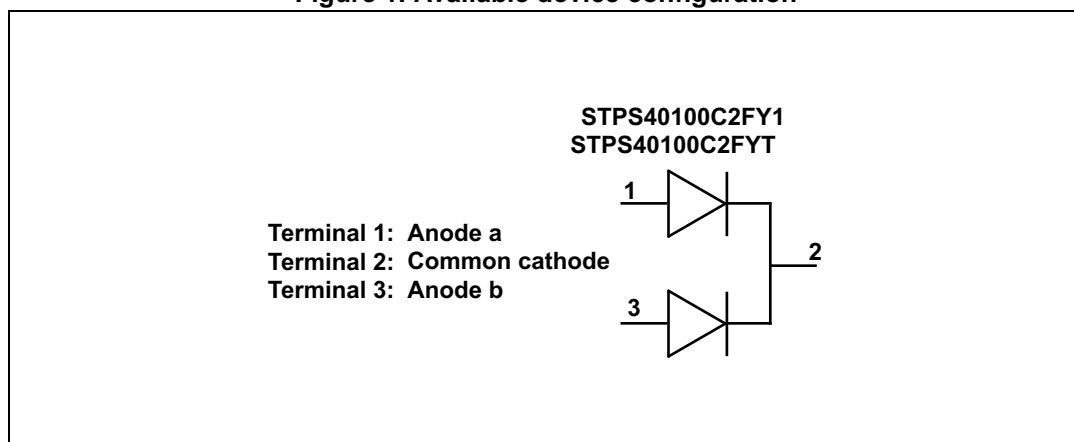 Figure 1. Available device configuration
STPS40100C2FY1
STPS40100C2FYT
1
Terminal 1: Anode a
Terminal 2: Common cathode
Terminal 3: Anode b
2
3